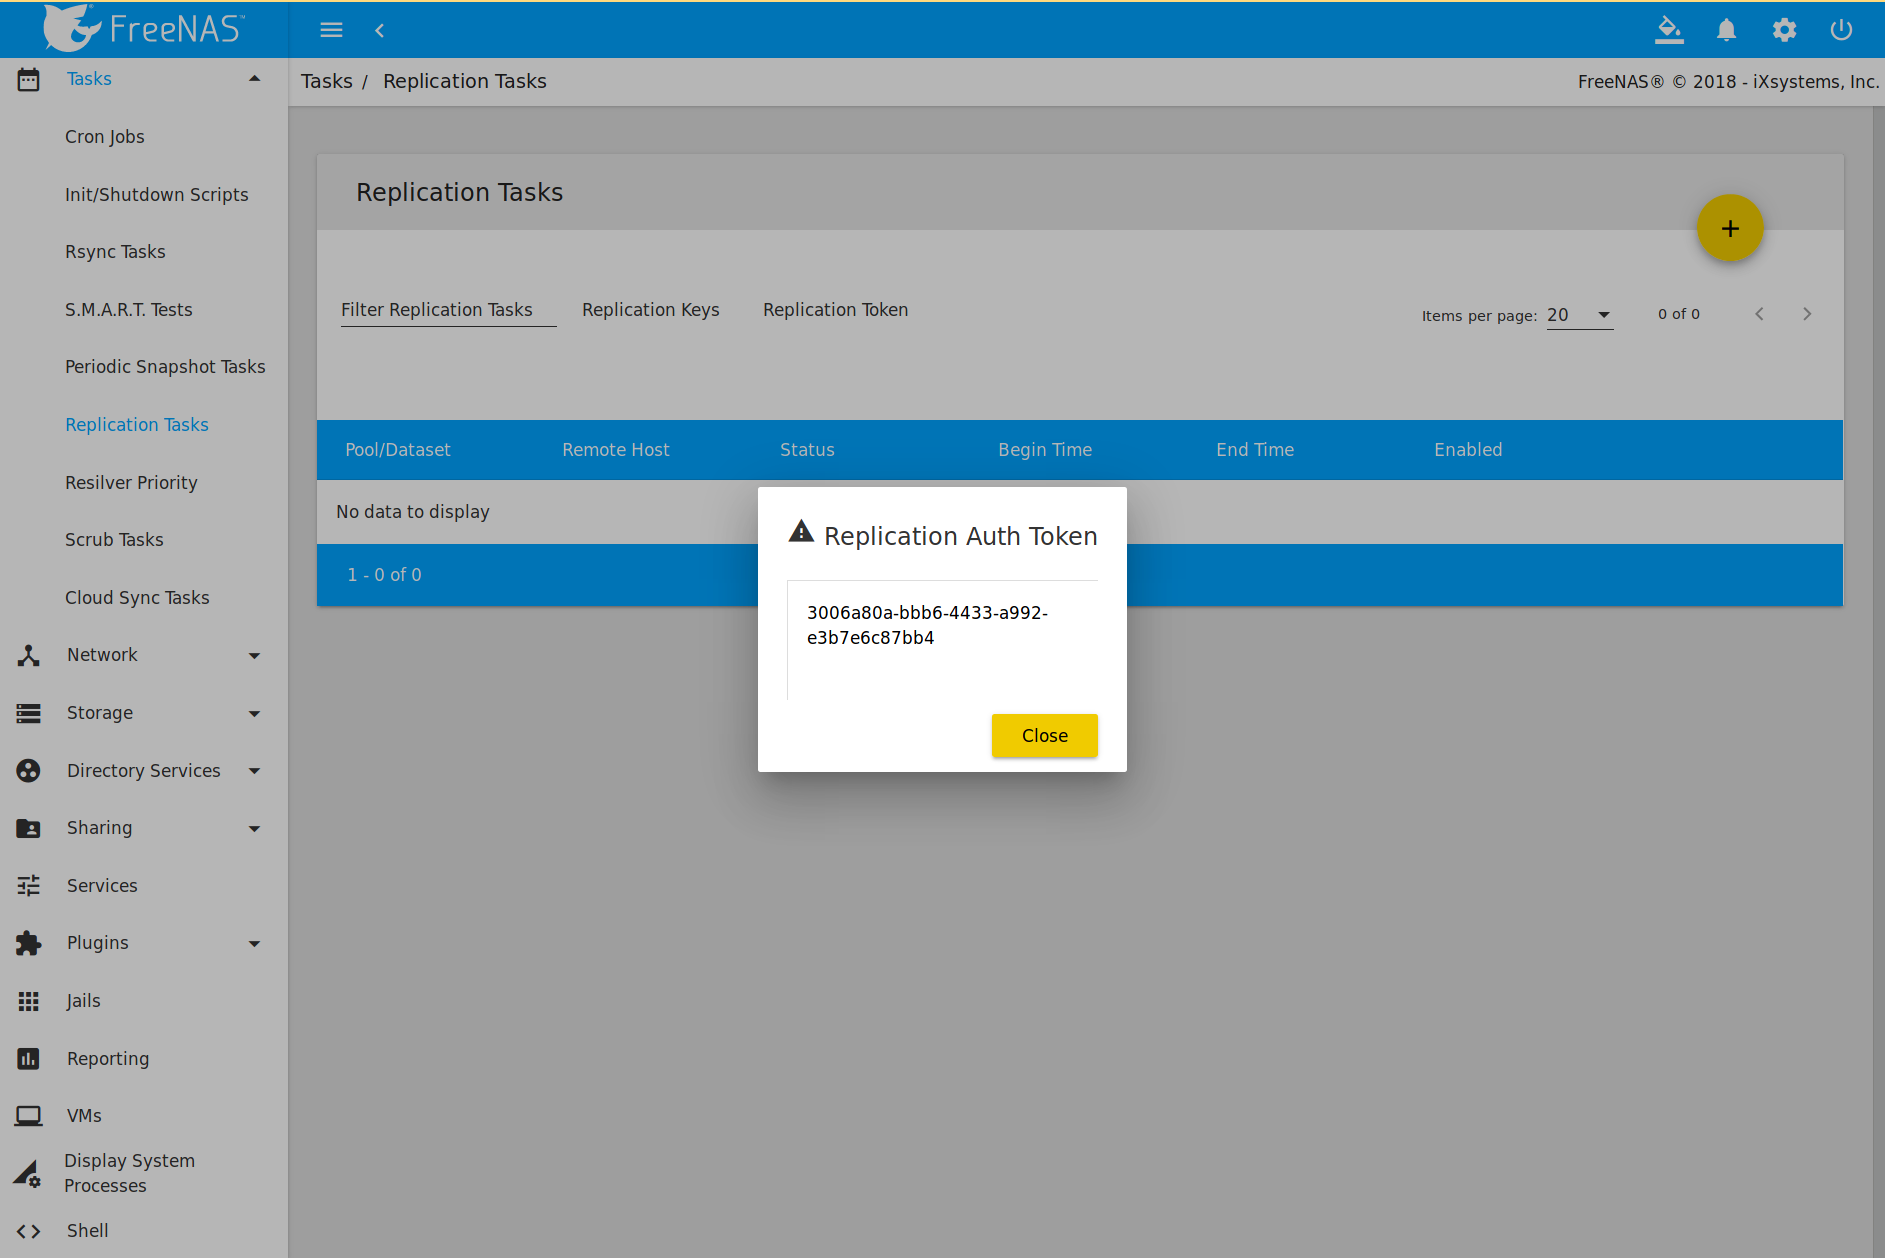 FreeNAS™
Tasks
Cron Jobs
Init/Shutdown Scripts
Rsync Tasks
S.M.A.R.T. Tests
Periodic Snapshot Tasks
Replication Tasks
Resilver Priority
Scrub Tasks
Cloud Sync Tasks
Network
Storage
Directory Services
Sharing
Services
Plugins
Jails
Reporting
VMs
Display System
Processes
Shell
Tasks / Replication Tasks
FreeNAS® © 2018 - iXsystems, Inc.
Replication Tasks
+
Filter Replication Tasks Replication Keys Replication Token
Items per page: 20 0 of 0
Pool/Dataset Remote Host Status Begin Time End Time Enabled
No data to display
1 - 0 of 0
Replication Auth Token
3006a80a-bbb6-4433-a992-
e3b7e6c87bb4
Close